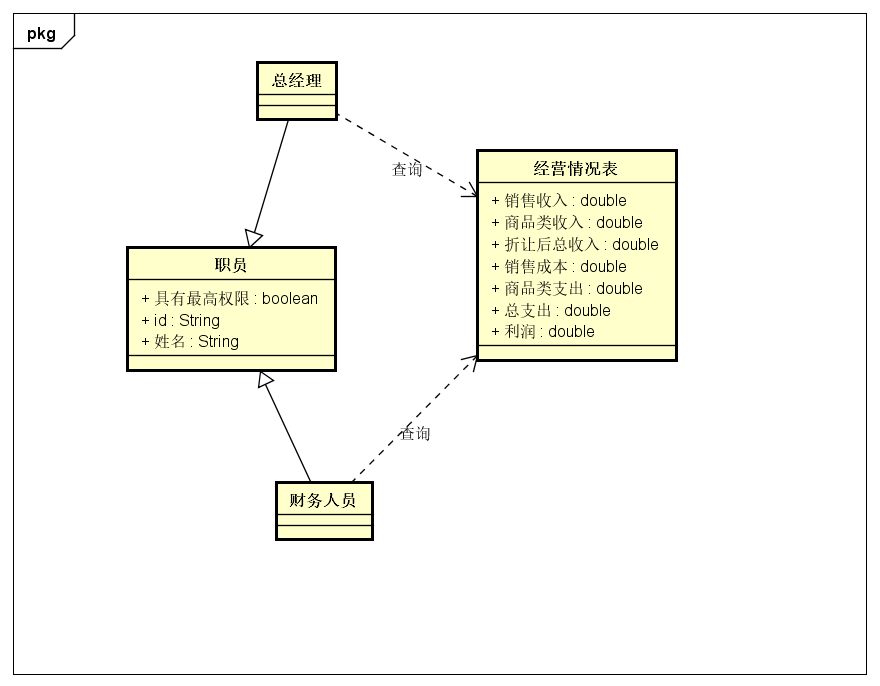 pkg
总经理
查询
经营情况表
+ 销售收入 : double
+ 商品类收入 : double
+ 折让后总收入 : double
+ 销售成本 : double
+ 商品类支出 : double
+ 总支出 : double
+ 利润 : double
职员
+ 具有最高权限 : boolean
+ id : String
+ 姓名 : String
查询
财务人员